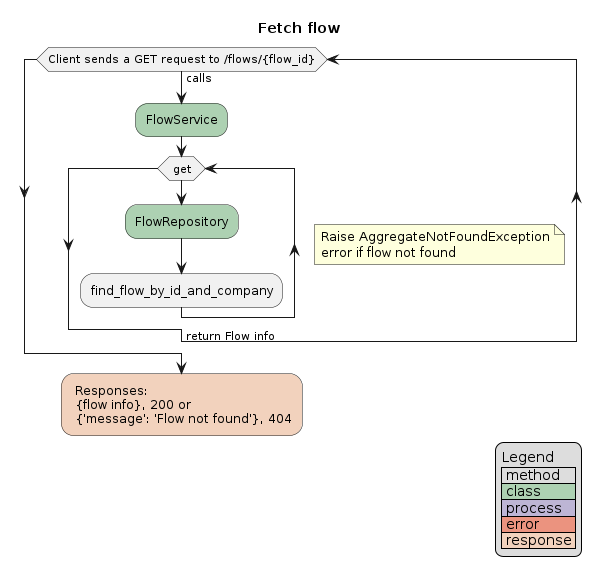 Fetch flow
Client sends a GET request to /flows/{flow_id}
calls
FlowService
get
FlowRepository
Raise AggregateNotFoundException
error if flow not found
find_flow_by_id_and_company
return Flow info
Responses:
{flow info}, 200 or
{'message': 'Flow not found'}, 404
Legend
method
class
process
error
response